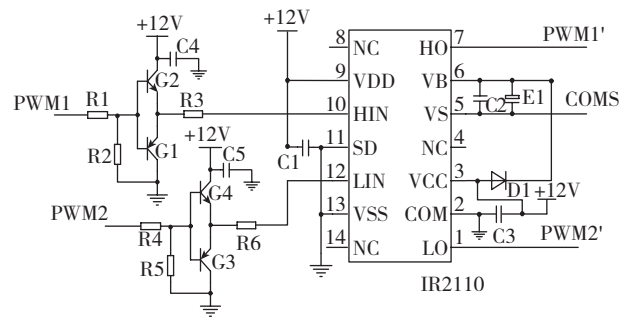 +12V
C4
G2
PWM1
R1
R3
R2
G1
+12V
C5
G4
PWM2
R4
R6
R5
G3
+12V
C1
8 NC
9 VDD
10 HIN
11 SD
12 LIN
13 VSS
14 NC
HO 7
VB 6
VS 5
NC 4
VCC 3
COM 2
LO 1
PWM1'
C2
E1
COMS
D1
+12V
C3
PWM2'
IR2110